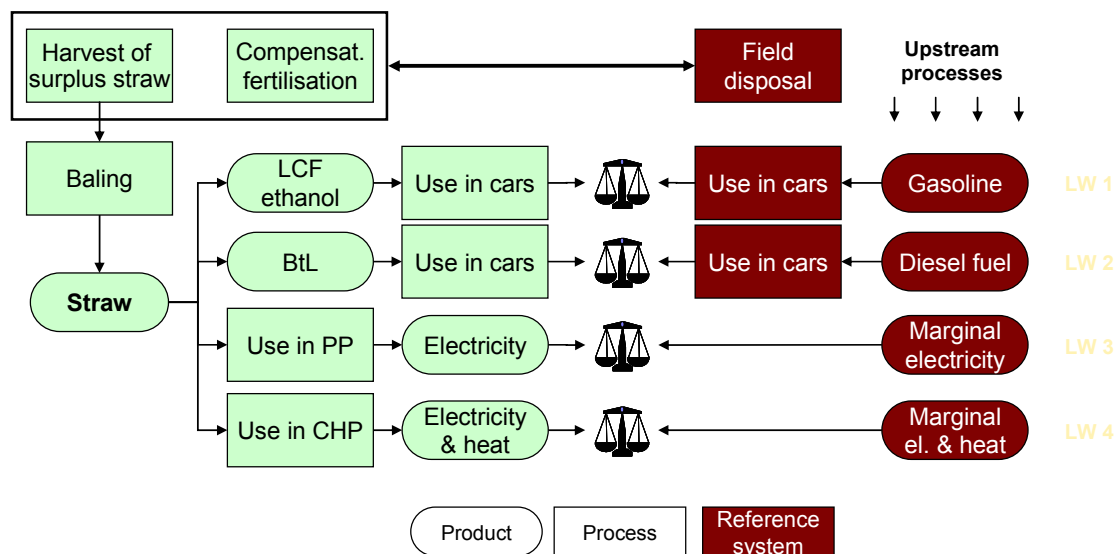 Harvest of
surplus straw
Compensat.
fertilisation
Field
disposal
Upstream
processes
Baling
LCF
ethanol
Use in cars
Use in cars
Gasoline
LW 1
BtL
Use in cars
Use in cars
Diesel fuel
LW 2
Straw
Use in PP
Electricity
Marginal
electricity
LW 3
Use in CHP
Electricity
& heat
Marginal
el. & heat
LW 4
Product
Process
Reference
system